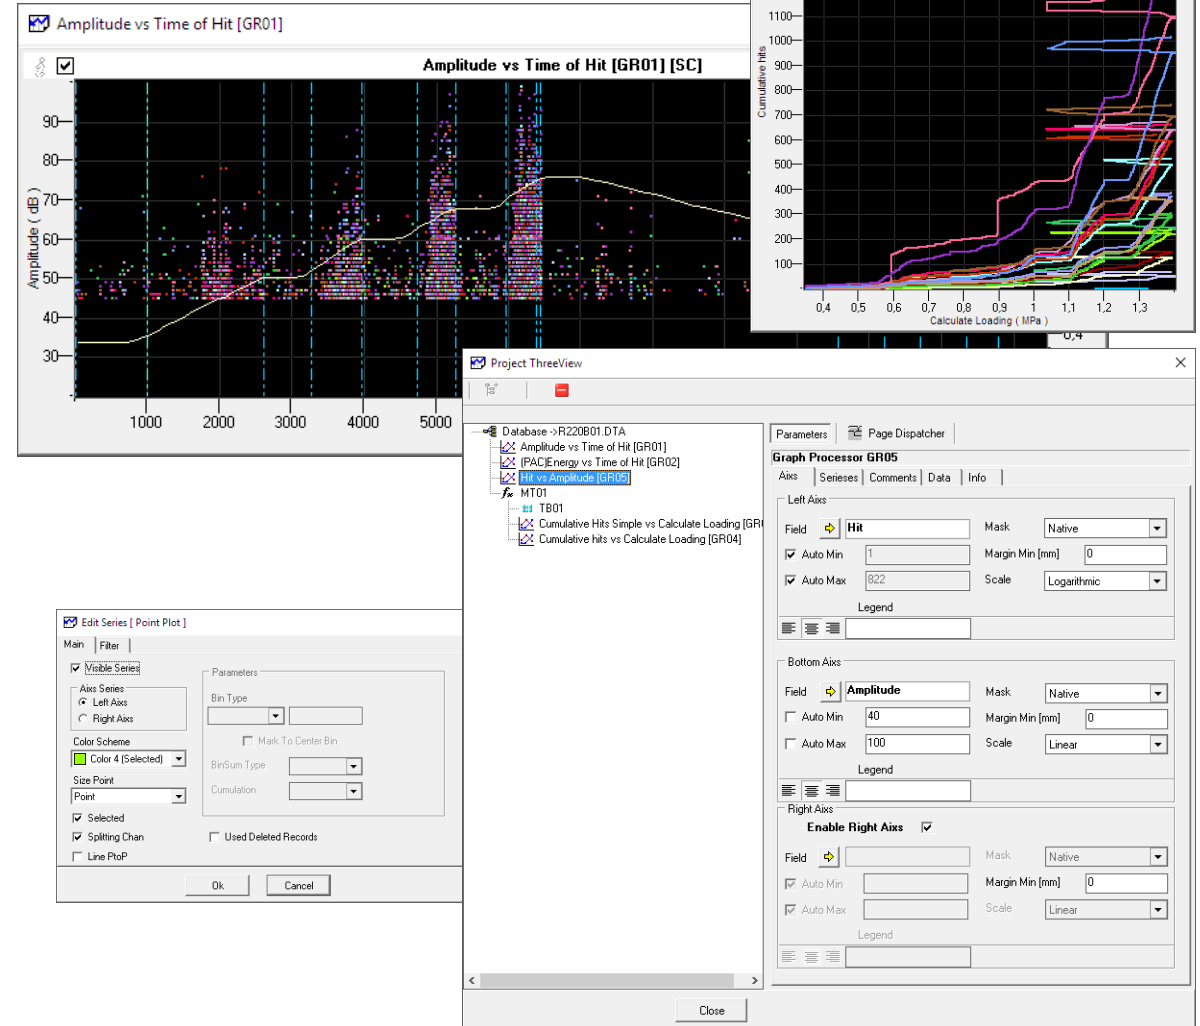 Amplitude vs Time of Hit [GR01]
Amplitude vs Time of Hit [GR01] [SC]
Amplitude ( dB )
90
80
70
60
50
40
30
1000
2000
3000
4000
5000
Cumulative hits
1100
1000
900
800
700
600
500
400
300
200
100
0,4
0,5
0,6
0,7
0,8
0,9
1
1,1
1,2
1,3
Calculate Loading ( MPa )
0,4
Project ThreeView
Database ->R220B01.DTA
Amplitude vs Time of Hit [GR01]
(PAC)Energy vs Time of Hit [GR02]
Hit vs Amplitude [GR05]
fx MT01
TB01
Cumulative Hits Simple vs Calculate Loading [GR
Cumulative hits vs Calculate Loading [GR04]
Parameters
Page Dispatcher
Graph Processor GR05
Aixs
Serieses
Comments
Data
Info
Left Aixs
Field
Hit
Mask
Native
Auto Min
1
Margin Min [mm]
0
Auto Max
822
Scale
Logarithmic
Legend
Bottom Aixs
Field
Amplitude
Mask
Native
Auto Min
40
Margin Min [mm]
0
Auto Max
100
Scale
Linear
Legend
Right Aixs
Enable Right Aixs
Field
Mask
Native
Auto Min
Margin Min [mm]
0
Auto Max
Scale
Linear
Legend
Close
Edit Series [ Point Plot ]
Main
Filter
Visible Series
Aixs Series
Left Aixs
Right Aixs
Color Scheme
Color 4 (Selected)
Size Point
Point
Selected
Splitting Chan
Line PtoP
Parameters
Bin Type
Mark To Center Bin
BinSum Type
Cumulation
Used Deleted Records
Ok
Cancel